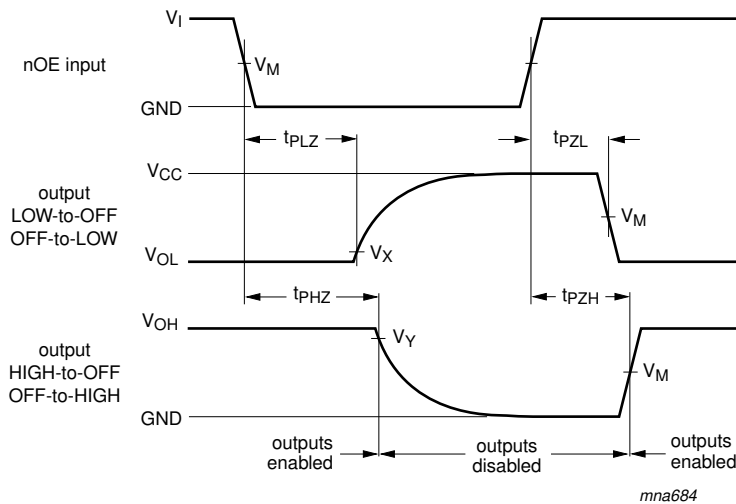 VI
nOE input
VM
GND
tPLZ
tPZL
VCC
output
LOW-to-OFF
OFF-to-LOW
VM
VX
VOL
tPHZ
tPZH
VOH
output
HIGH-to-OFF
OFF-to-HIGH
VY
VM
GND
outputs
enabled
outputs
disabled
outputs
enabled
mna684